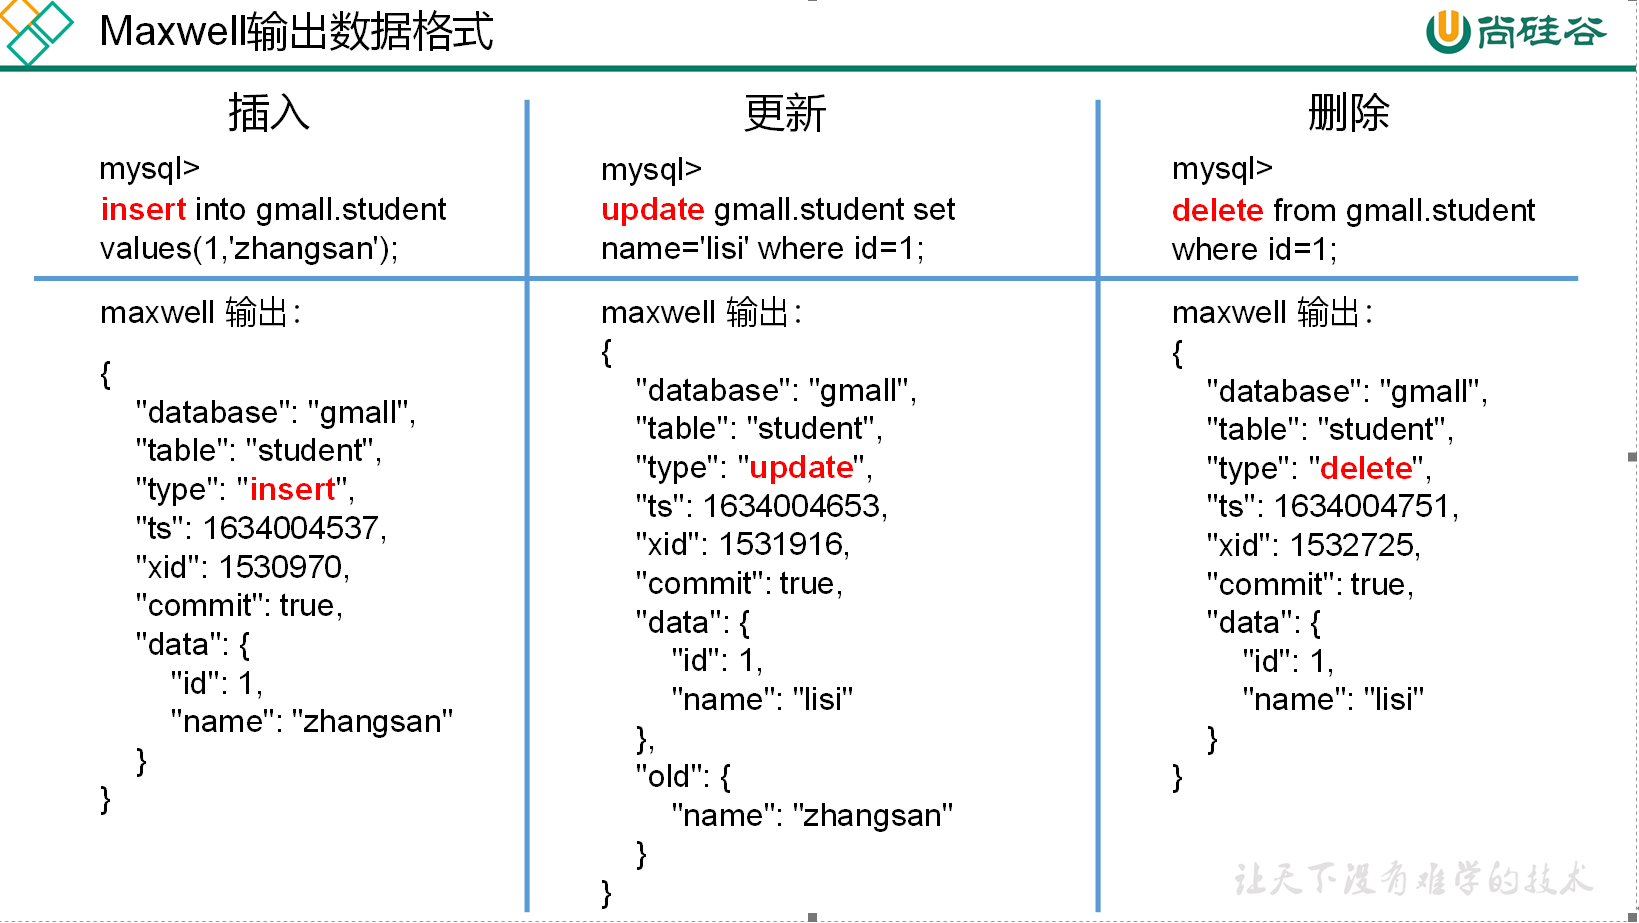 Maxwell输出数据格式
尚硅谷
插入
mysql>
insert into gmall.student
values(1,'zhangsan');
maxwell 输出：
{
"database": "gmall",
"table": "student",
"type": "insert",
"ts": 1634004537,
"xid": 1530970,
"commit": true,
"data": {
"id": 1,
"name": "zhangsan"
}
}
更新
mysql>
update gmall.student set
name='lisi' where id=1;
maxwell 输出：
{
"database": "gmall",
"table": "student",
"type": "update",
"ts": 1634004653,
"xid": 1531916,
"commit": true,
"data": {
"id": 1,
"name": "lisi"
},
"old": {
"name": "zhangsan"
}
}
删除
mysql>
delete from gmall.student
where id=1;
maxwell 输出：
{
"database": "gmall",
"table": "student",
"type": "delete",
"ts": 1634004751,
"xid": 1532725,
"commit": true,
"data": {
"id": 1,
"name": "lisi"
}
}
让天下没有难学的技术